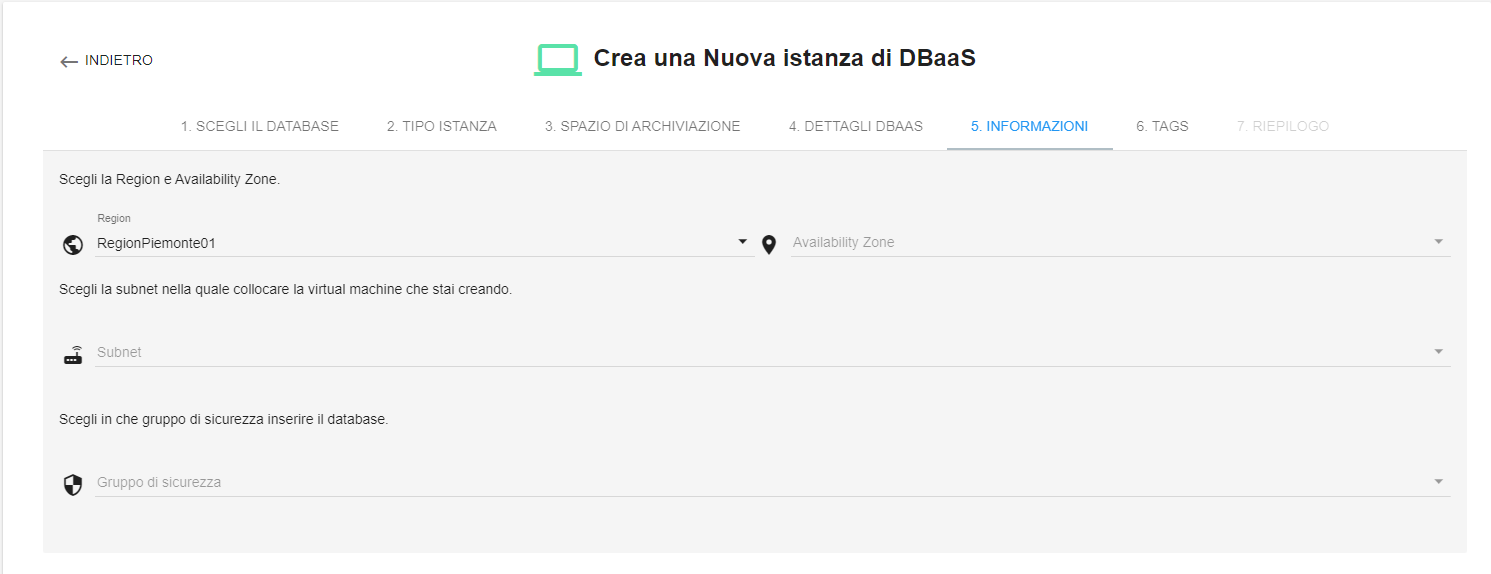 INDIETRO
Crea una Nuova istanza di DBaaS
1. SCEGLI IL DATABASE 2. TIPO ISTANZA 3. SPAZIO DI ARCHIVIAZIONE 4. DETTAGLI DBAAS 5. INFORMAZIONI 6. TAGS 7. RIEPILOGO
Scegli la Region e Availability Zone.
Region
RegionPiemonte01 Availability Zone
Scegli la subnet nella quale collocare la virtual machine che stai creando.
Subnet
Scegli in che gruppo di sicurezza inserire il database.
Gruppo di sicurezza